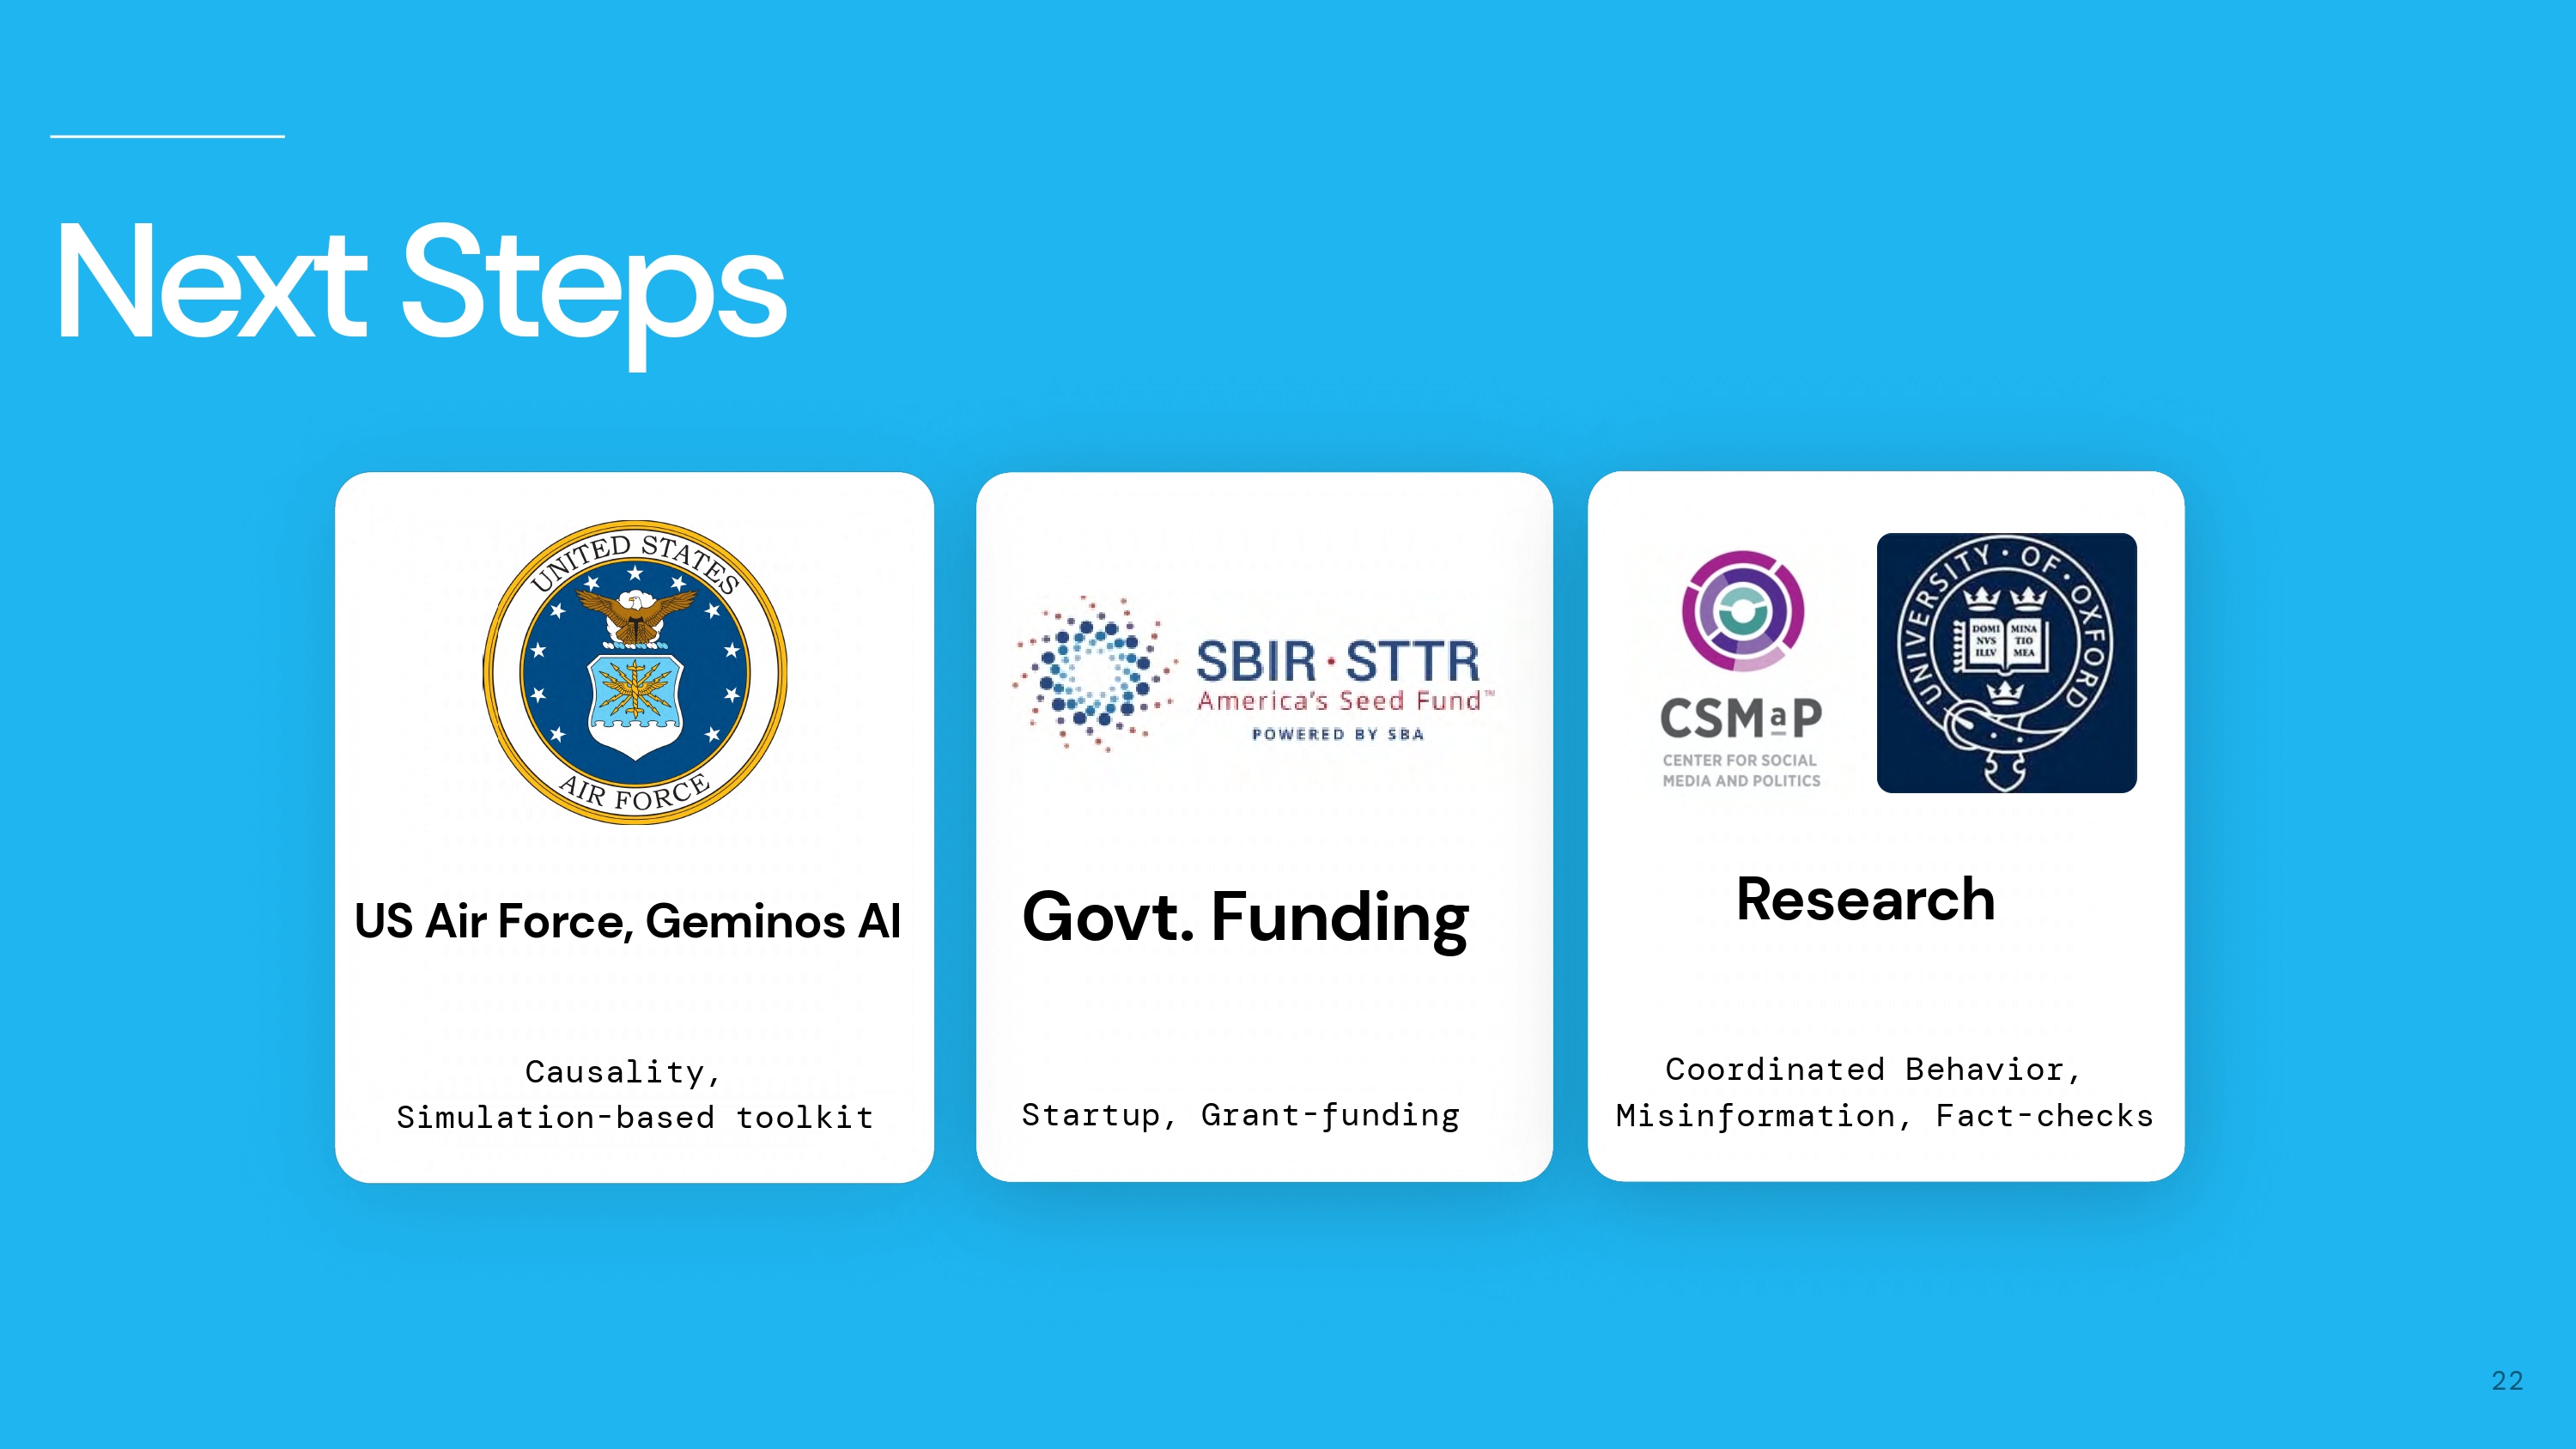 Next Steps
UNITED STATES
AIR FORCE
US Air Force, Geminos AI
Causality,
Simulation-based toolkit
SBIR·STTR
America's Seed Fund™
POWERED BY SBA
Govt. Funding
Startup, Grant-funding
CSMaP
CENTER FOR SOCIAL
MEDIA AND POLITICS
UNIVERSITY · OF · OXFORD
DOMI MINA
NVS TIO
ILLV MEA
Research
Coordinated Behavior,
Misinformation, Fact-checks
22